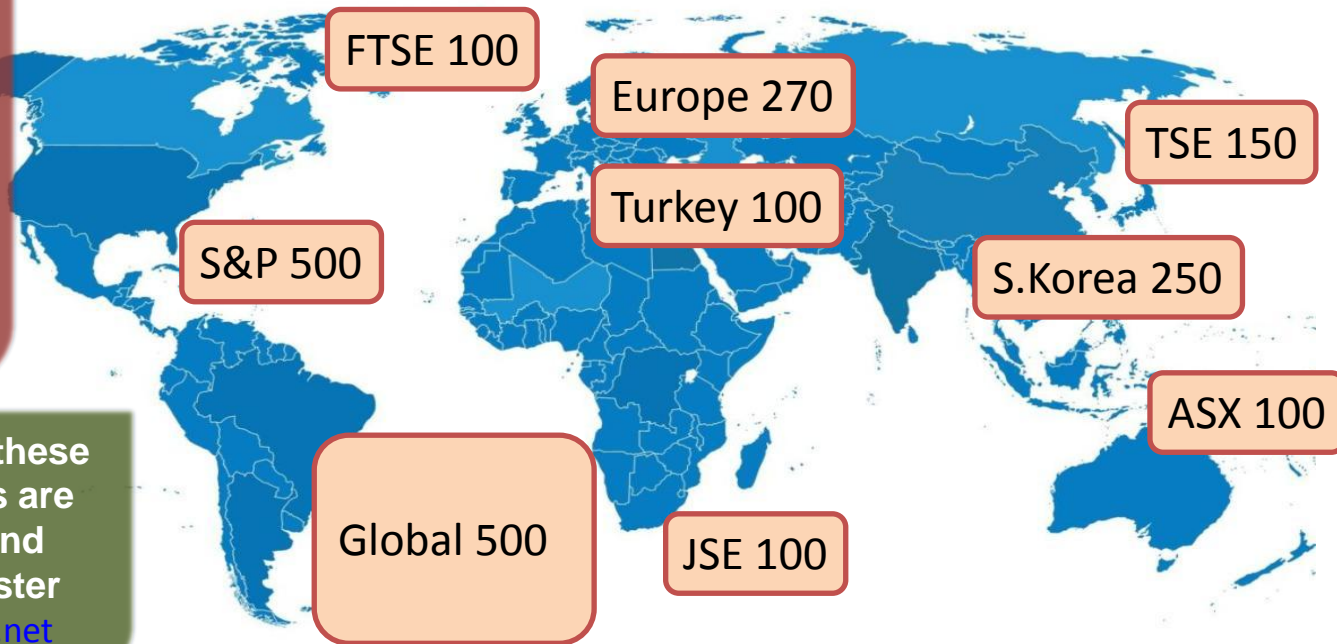 FTSE 100
Europe 270
TSE 150
Turkey 100
S&P 500
S.Korea 250
ASX 100
Global 500
JSE 100
these
s are
nd
ster
net